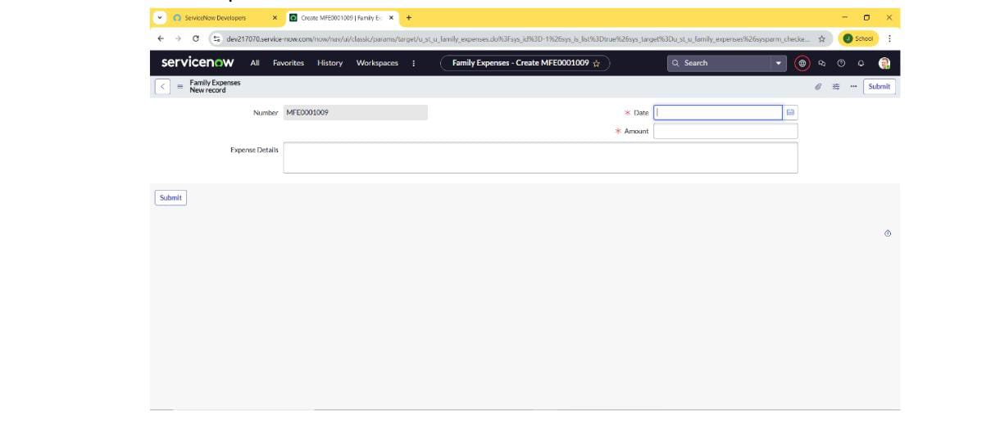 ServiceNow Developers
Create MFE0001009 | Family Ex
dev217070.service-now.com/now/nav/ui/classic/params/target/u_st_u_family_expenses.do%3Fsys_id%3D-1%26sys_is_list%3Dtrue%26sys_target%3Du_st_u_family_expenses%26sysparm_checke...
School
servicenow All Favorites History Workspaces Family Expenses - Create MFE0001009 Search
Family Expenses
New record
Submit
Number MFE0001009
Date
Amount
Expense Details
Submit